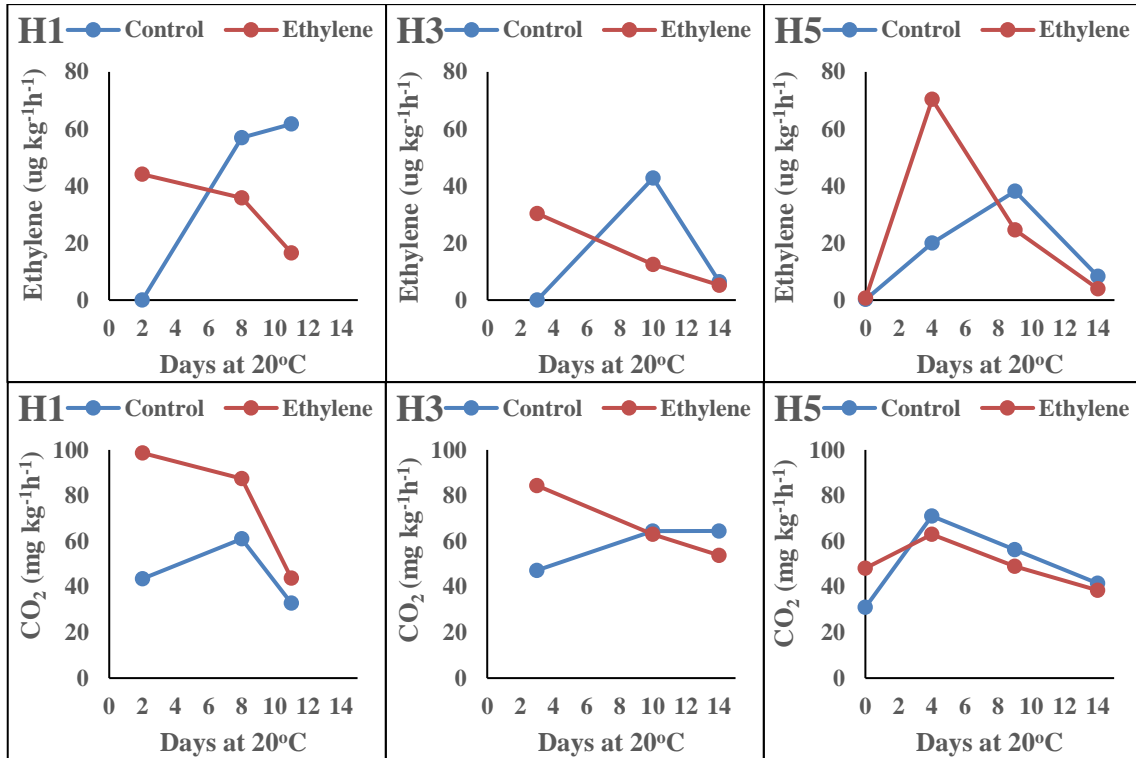 H1 Control Ethylene
Ethylene (ug kg-1h-1)
80
60
40
20
0
0 2 4 6 8 10 12 14
Days at 20oC
H3 Control Ethylene
Ethylene (ug kg-1h-1)
80
60
40
20
0
0 2 4 6 8 10 12 14
Days at 20oC
H5 Control Ethylene
Ethylene (ug kg-1h-1)
80
60
40
20
0
0 2 4 6 8 10 12 14
Days at 20oC
H1 Control Ethylene
CO2 (mg kg-1h-1)
100
80
60
40
20
0
0 2 4 6 8 10 12 14
Days at 20oC
H3 Control Ethylene
CO2 (mg kg-1h-1)
100
80
60
40
20
0
0 2 4 6 8 10 12 14
Days at 20oC
H5 Control Ethylene
CO2 (mg kg-1h-1)
100
80
60
40
20
0
0 2 4 6 8 10 12 14
Days at 20oC